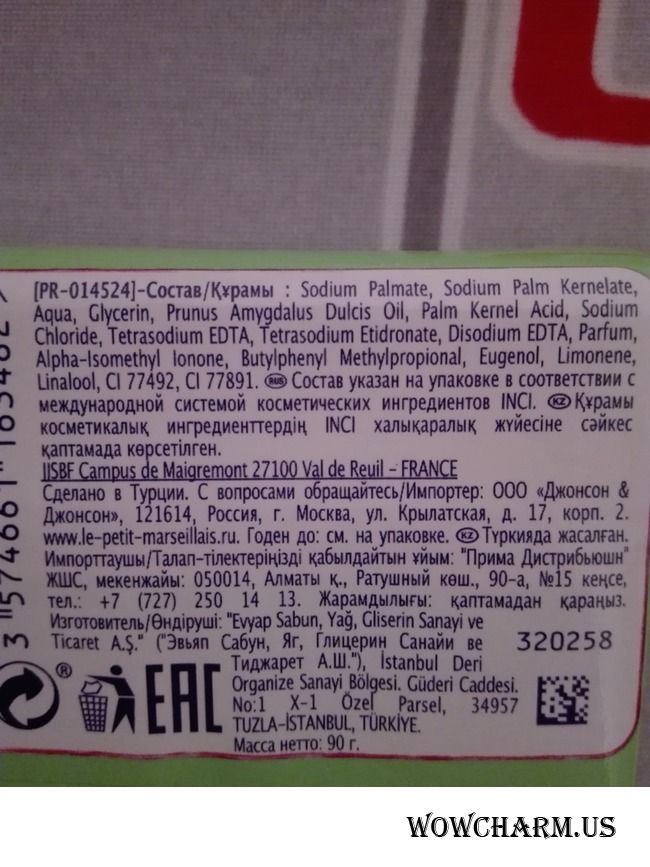 [PR-014524]-Состав/Құрамы : Sodium Palmate, Sodium Palm Kernelate,
Aqua, Glycerin, Prunus Amygdalus Dulcis Oil, Palm Kernel Acid, Sodium
Chloride, Tetrasodium EDTA, Tetrasodium Etidronate, Disodium EDTA, Parfum,
Alpha-Isomethyl Ionone, Butylphenyl Methylpropional, Eugenol, Limonene,
Linalool, CI 77492, CI 77891. RUS Состав указан на упаковке в соответствии с
международной системой косметических ингредиентов INCI. KZ Құрамы
косметикалық ингредиенттердің INCI халықаралық жүйесіне сәйкес
қаптамада көрсетілген.
JJSBF Campus de Maigremont 27100 Val de Reuil - FRANCE
Сделано в Турции. С вопросами обращайтесь/Импортер: ООО «Джонсон &
Джонсон», 121614, Россия, г. Москва, ул. Крылатская, д. 17, корп. 2.
www.le-petit-marseillais.ru. Годен до: см. на упаковке. KZ Түркияда жасалған.
Импорттаушы/Талап-тілектеріңізді қабылдайтын ұйым: "Прима Дистрибьюшн"
ЖШС, мекенжайы: 050014, Алматы қ., Ратушный көш., 90-а, №15 кеңсе,
тел.: +7 (727) 250 14 13. Жарамдылығы: қаптамадан қараңыз.
Изготовитель/Өндіруші: "Evyap Sabun, Yağ, Gliserin Sanayi ve
Ticaret A.Ş." ("Эвьяп Сабун, Яг, Глицерин Санайи ве
Тиджарет А.Ш."), İstanbul Deri
Organize Sanayi Bölgesi. Güderi Caddesi.
No:1 X-1 Özel Parsel, 34957
TUZLA-İSTANBUL, TÜRKİYE.
Масса нетто: 90 г.
320258
EAC
®
WOWCHARM.US